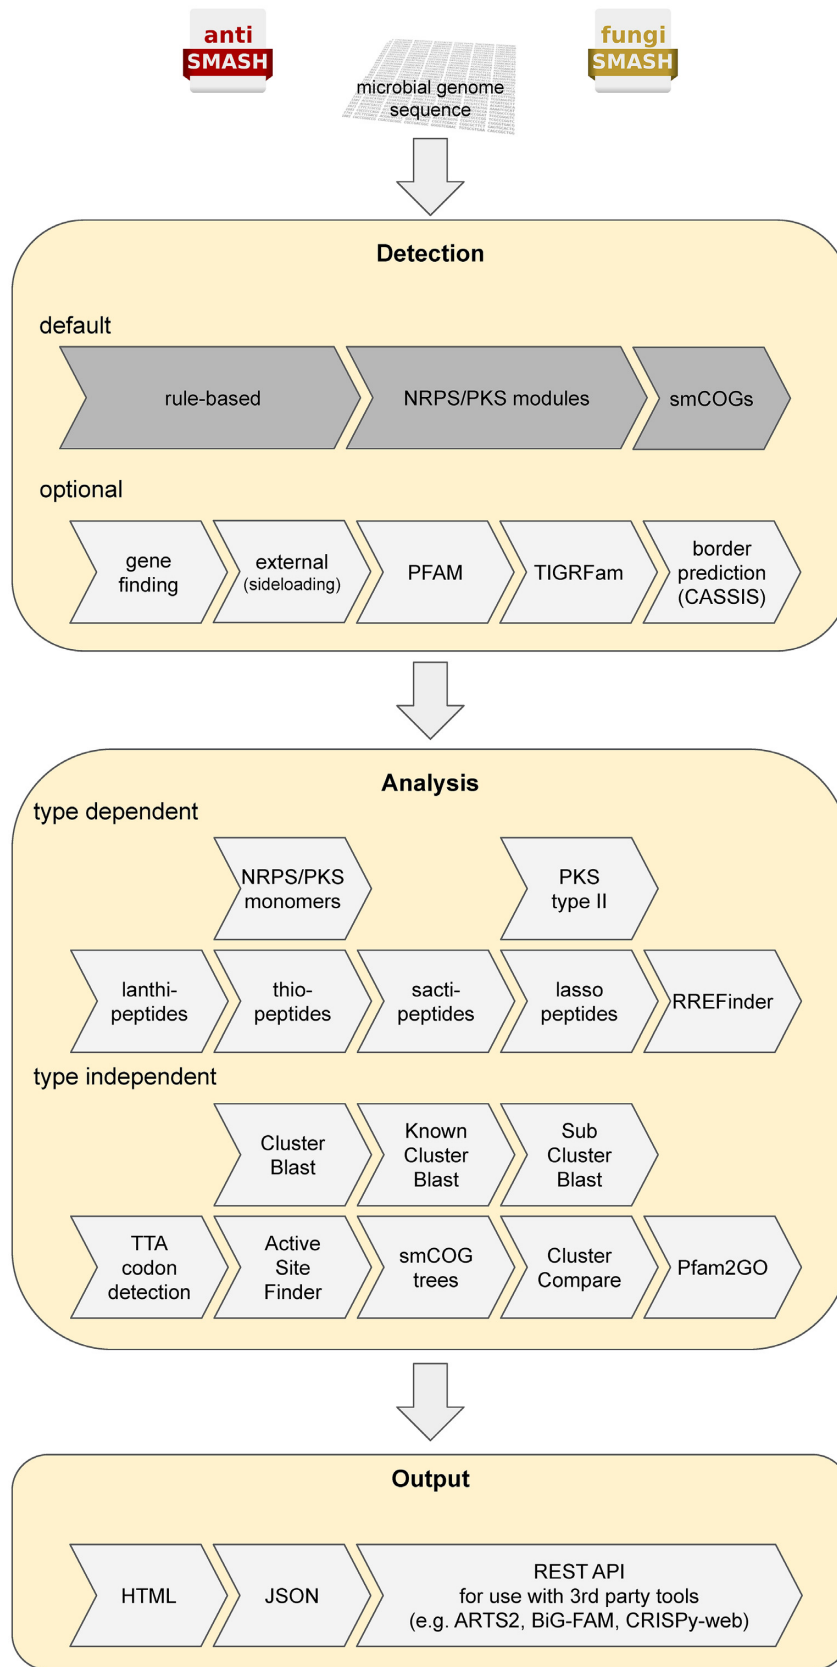 anti
SMASH
fungi
SMASH
microbial genome
sequence
Detection
default
rule-based
NRPS/PKS modules
smCOGs
optional
gene
finding
external
(sideloading)
PFAM
TIGRFam
border
prediction
(CASSIS)
Analysis
type dependent
NRPS/PKS
monomers
PKS
type II
lanthi-
peptides
thio-
peptides
sacti-
peptides
lasso
peptides
RREFinder
type independent
Cluster
Blast
Known
Cluster
Blast
Sub
Cluster
Blast
TTA
codon
detection
Active
Site
Finder
smCOG
trees
Cluster
Compare
Pfam2GO
Output
HTML
JSON
REST API
for use with 3rd party tools
(e.g. ARTS2, BiG-FAM, CRISPy-web)